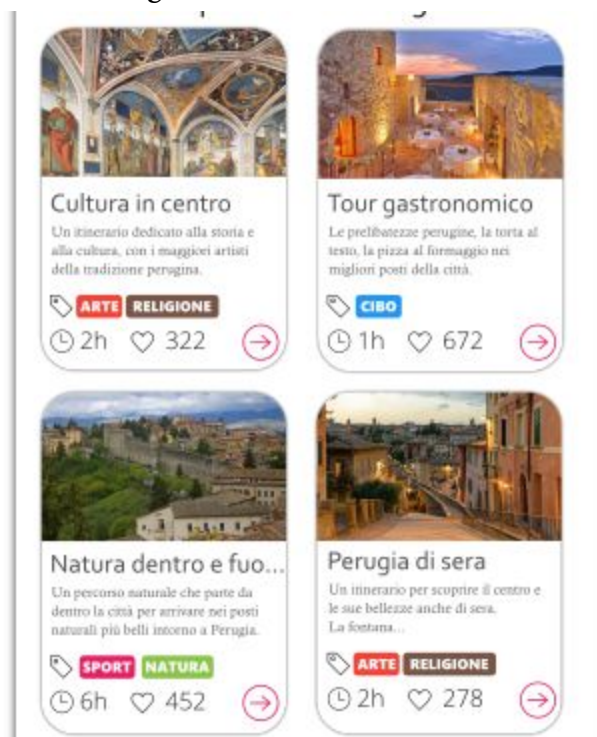 Cultura in centro
Un itinerario dedicato alla storia e
alla cultura, con i maggiori artisti
della tradizione perugina.
ARTE RELIGIONE
2h 322
Tour gastronomico
Le prelibatezze perugine, la torta al
testo, la pizza al formaggio nei
migliori posti della città.
CIBO
1h 672
Natura dentro e fuo...
Un percorso naturale che parte da
dentro la città per arrivare nei posti
naturali più belli intorno a Perugia.
SPORT NATURA
6h 452
Perugia di sera
Un itinerario per scoprire il centro e
le sue bellezze anche di sera.
La fontana...
ARTE RELIGIONE
2h 278